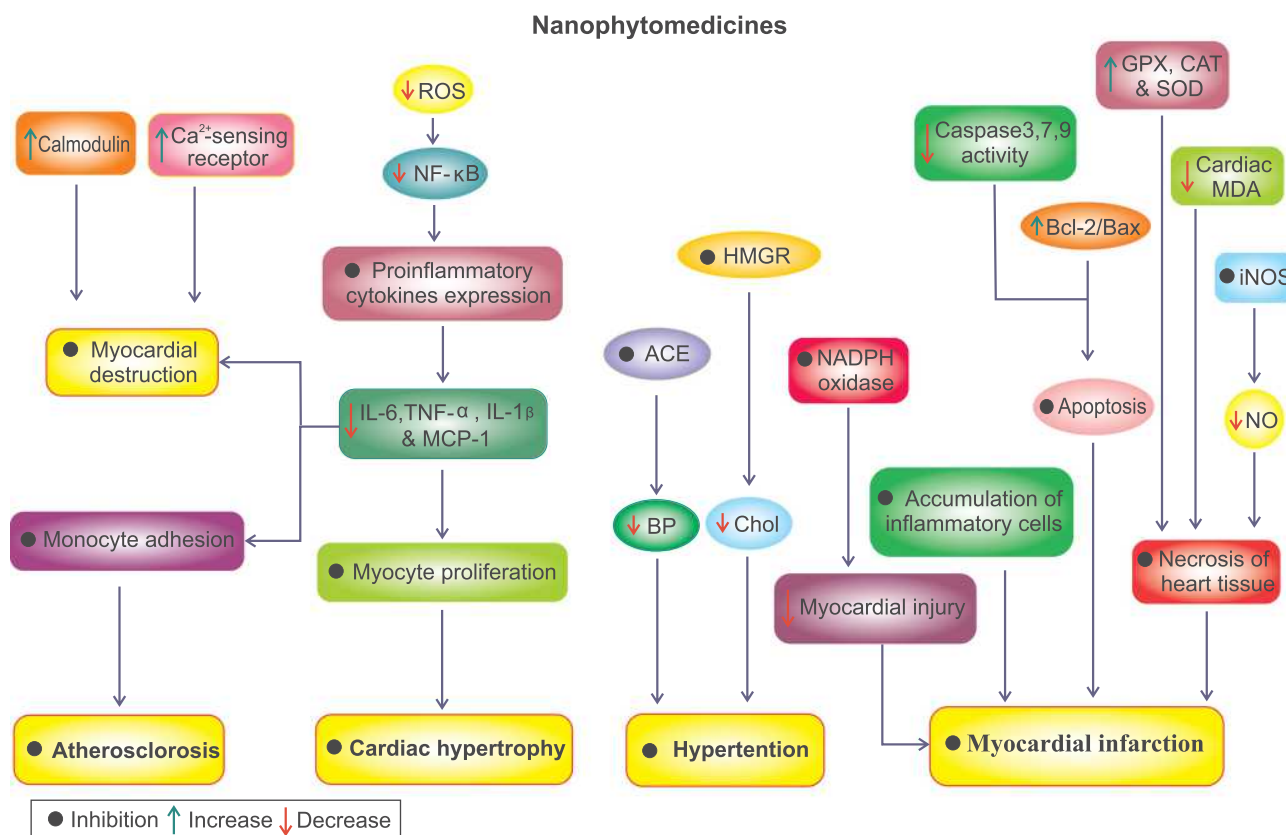 Nanophytomedicines
GPX, CAT
& SOD
ROS
Caspase3,7,9
activity
Calmodulin
Ca²⁺-sensing
receptor
NF-κB
Cardiac
MDA
Bcl-2/Bax
HMGR
Proinflammatory
cytokines expression
iNOS
ACE
NADPH
oxidase
Myocardial
destruction
IL-6,TNF-α, IL-1β
& MCP-1
Apoptosis
NO
Accumulation of
inflammatory cells
BP
Chol
Monocyte adhesion
Myocyte proliferation
Necrosis of
heart tissue
Myocardial injury
Atherosclorosis
Cardiac hypertrophy
Hypertention
Myocardial infarction
Inhibition Increase Decrease